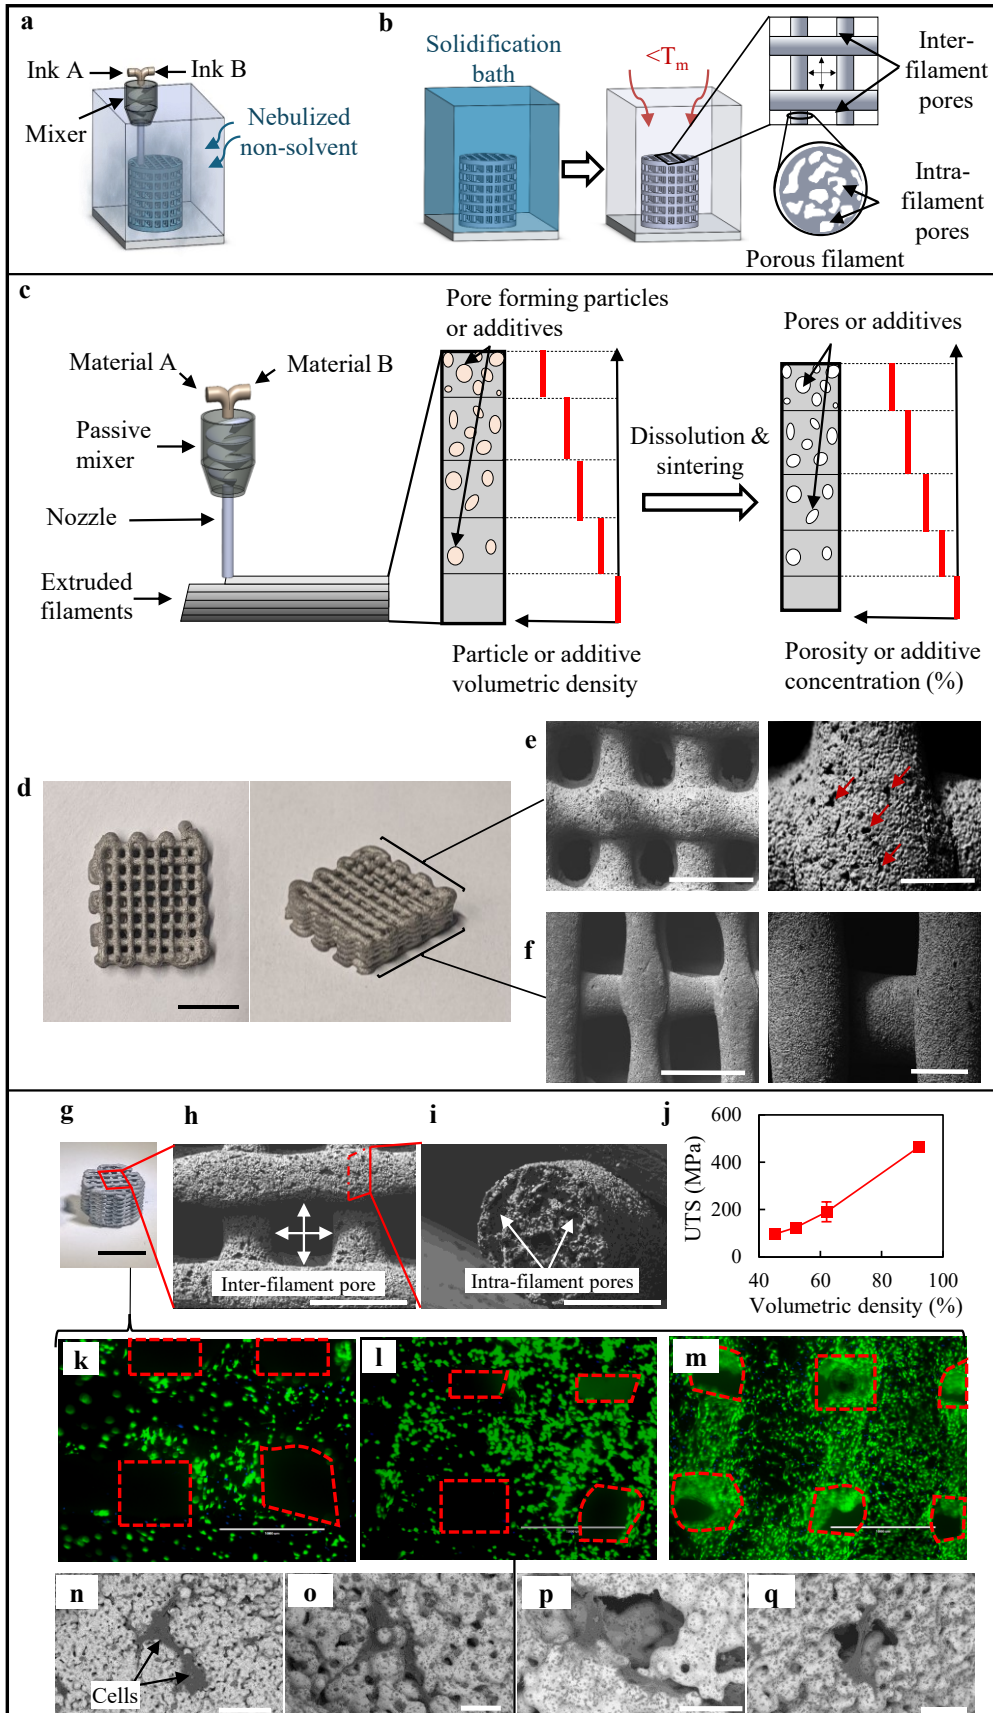 a
Ink A
Ink B
Mixer
Nebulized
non-solvent
b
Solidification
bath
<Tm
Inter-
filament
pores
Intra-
filament
pores
Porous filament
c
Material A
Material B
Passive
mixer
Nozzle
Extruded
filaments
Pore forming particles
or additives
Particle or additive
volumetric density
Dissolution &
sintering
Pores or additives
Porosity or additive
concentration (%)
d
e
f
g
h
Inter-filament pore
i
Intra-filament pores
j
UTS (MPa)
600
400
200
0
40
60
80
100
Volumetric density (%)
k
l
m
n
Cells
o
p
q